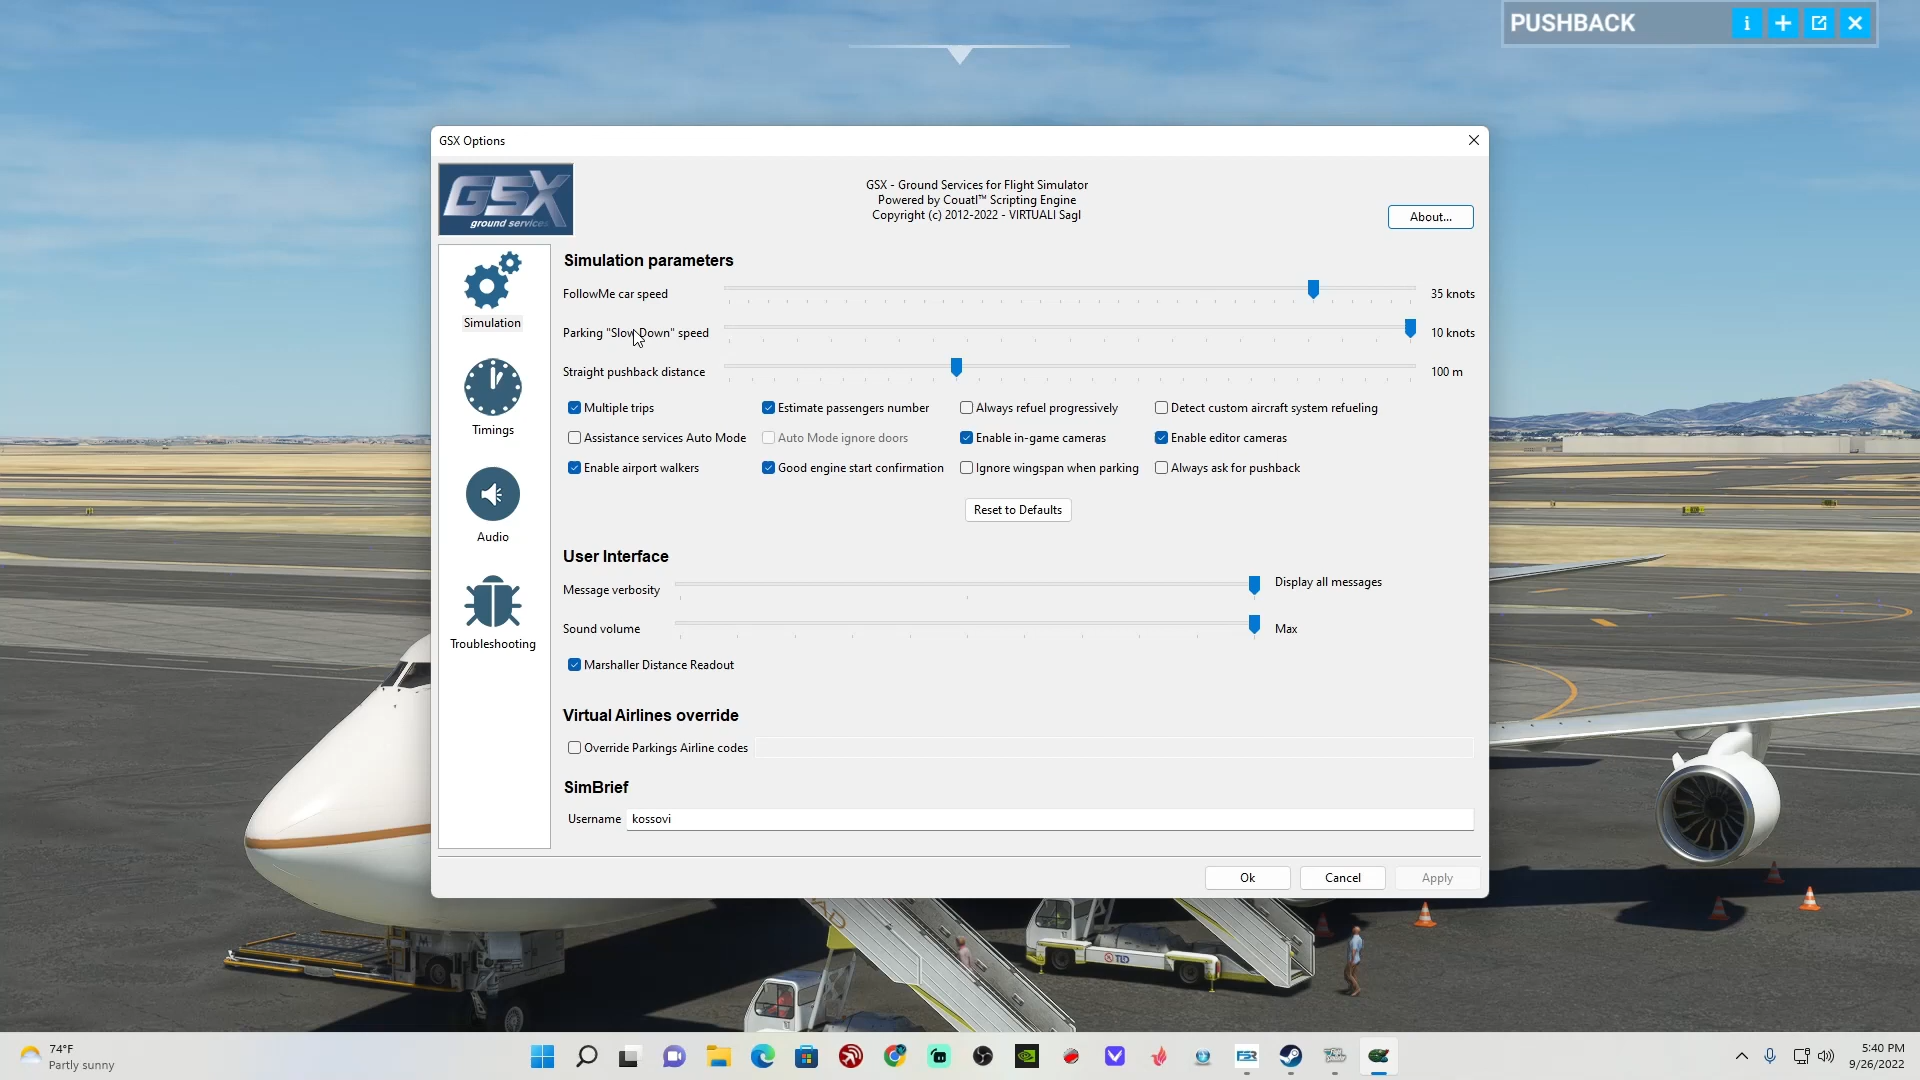 PUSHBACK
GSX Options
GSX
ground services
GSX - Ground Services for Flight Simulator
Powered by Couatl™ Scripting Engine
Copyright (c) 2012-2022 - VIRTUALI Sagl
About...
Simulation
Timings
Audio
Troubleshooting
Simulation parameters
FollowMe car speed 35 knots
Parking "Slow Down" speed 10 knots
Straight pushback distance 100 m
Multiple trips Estimate passengers number Always refuel progressively Detect custom aircraft system refueling
Assistance services Auto Mode Auto Mode ignore doors Enable in-game cameras Enable editor cameras
Enable airport walkers Good engine start confirmation Ignore wingspan when parking Always ask for pushback
Reset to Defaults
User Interface
Message verbosity Display all messages
Sound volume Max
Marshaller Distance Readout
Virtual Airlines override
Override Parkings Airline codes
SimBrief
Username kossovi
Ok Cancel Apply
TLD
74°F
Partly sunny
FSR
5:40 PM
9/26/2022